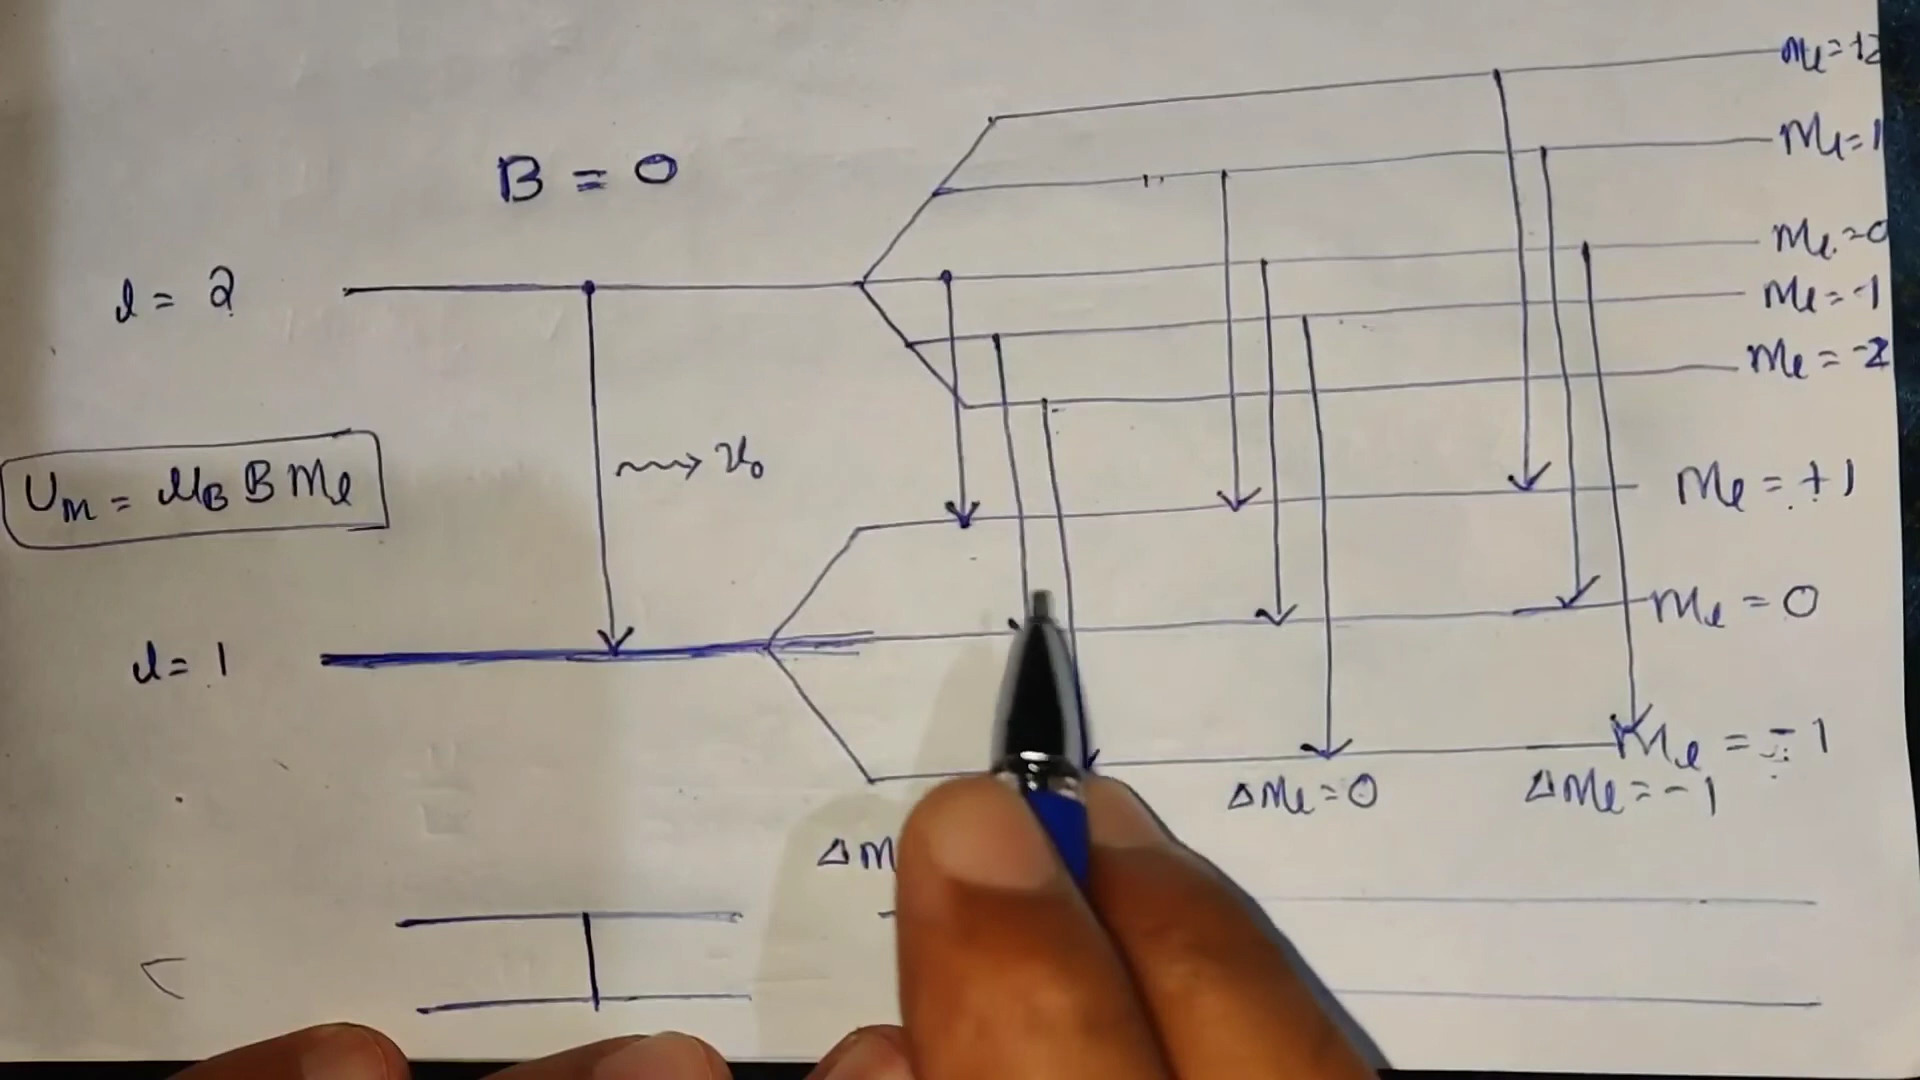 mℓ = +2
B = 0
mℓ = 1
mℓ = 0
l = 2
mℓ = -1
mℓ = -2
ν₀
Uₘ = μB B mℓ
mℓ = +1
mℓ = 0
l = 1
mℓ = -1
Δmℓ = 0
Δmℓ = -1
Δm